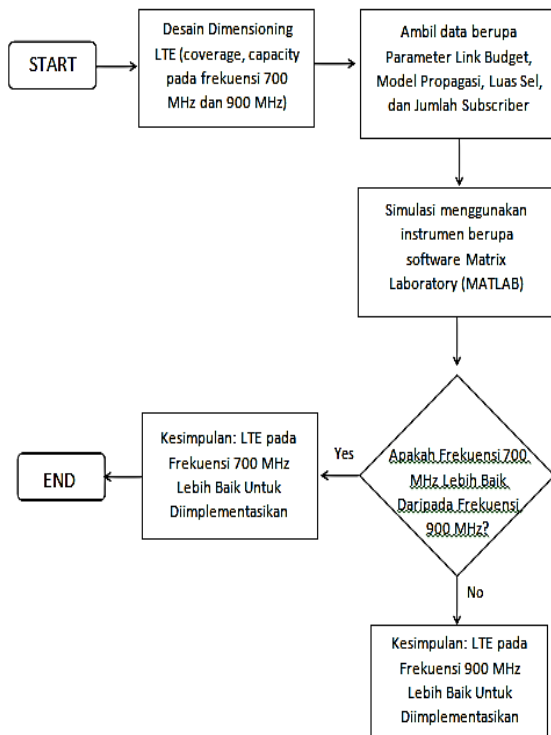 START
Desain Dimensioning
LTE (coverage, capacity
pada frekuensi 700
MHz dan 900 MHz)
Ambil data berupa
Parameter Link Budget,
Model Propagasi, Luas Sel,
dan Jumlah Subscriber
Simulasi menggunakan
instrumen berupa
software Matrix
Laboratory (MATLAB)
Apakah Frekuensi 700
MHz Lebih Baik
Daripada Frekuensi
900 MHz?
Yes
Kesimpulan: LTE pada
Frekuensi 700 MHz
Lebih Baik Untuk
Diimplementasikan
END
No
Kesimpulan: LTE pada
Frekuensi 900 MHz
Lebih Baik Untuk
Diimplementasikan